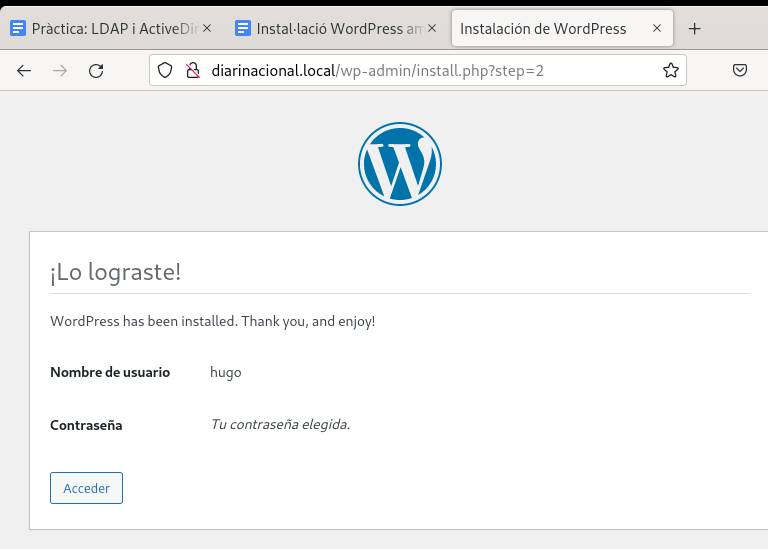 Pràctica: LDAP i ActiveDir
Instal·lació WordPress am
Instalación de WordPress
diarinacional.local/wp-admin/install.php?step=2
¡Lo lograste!
WordPress has been installed. Thank you, and enjoy!
Nombre de usuario hugo
Contraseña Tu contraseña elegida.
Acceder